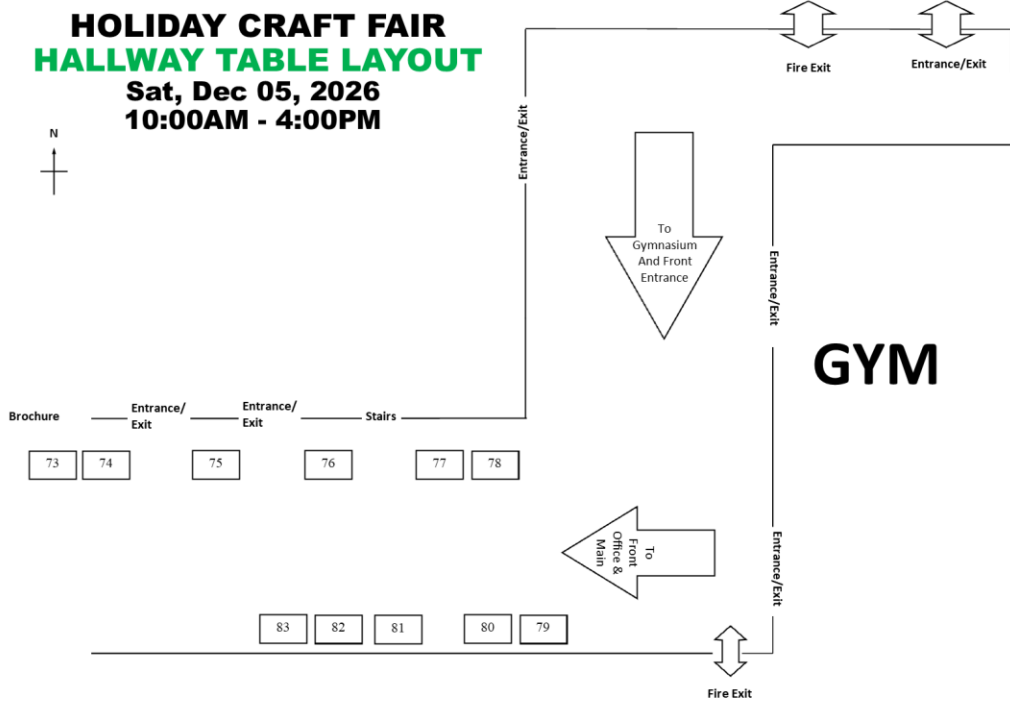 HOLIDAY CRAFT FAIR
HALLWAY TABLE LAYOUT
Sat, Dec 05, 2026
10:00AM - 4:00PM
N
Fire Exit
Entrance/Exit
Entrance/Exit
To
Gymnasium
And Front
Entrance
Entrance/Exit
GYM
Brochure
Entrance/
Exit
Entrance/
Exit
Stairs
73
74
75
76
77
78
To
Front
Office &
Main
Entrance/Exit
83
82
81
80
79
Fire Exit